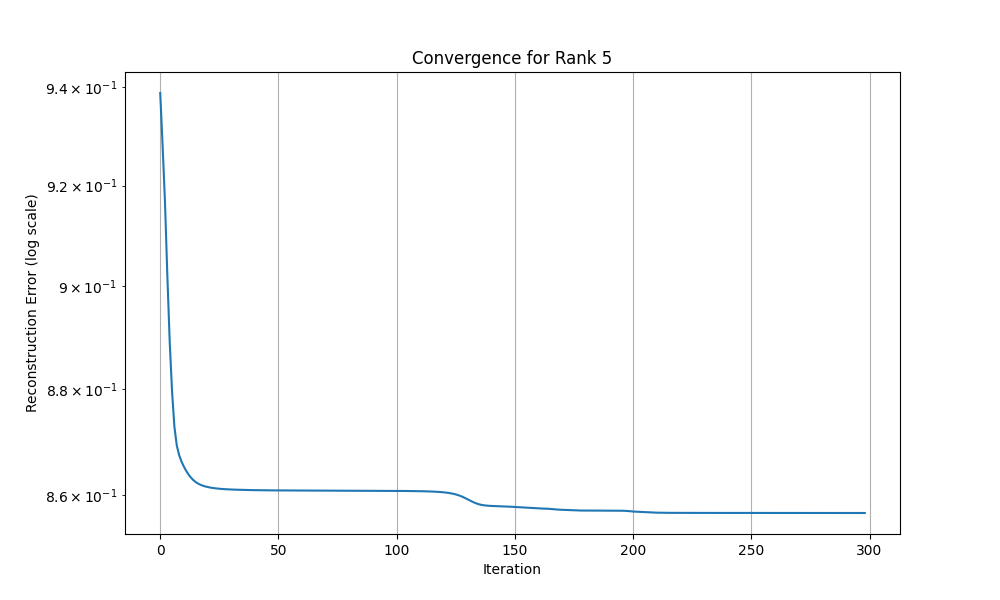 Convergence for Rank 5
Reconstruction Error (log scale)
9.4 × 10⁻¹
9.2 × 10⁻¹
9 × 10⁻¹
8.8 × 10⁻¹
8.6 × 10⁻¹
0 50 100 150 200 250 300
Iteration